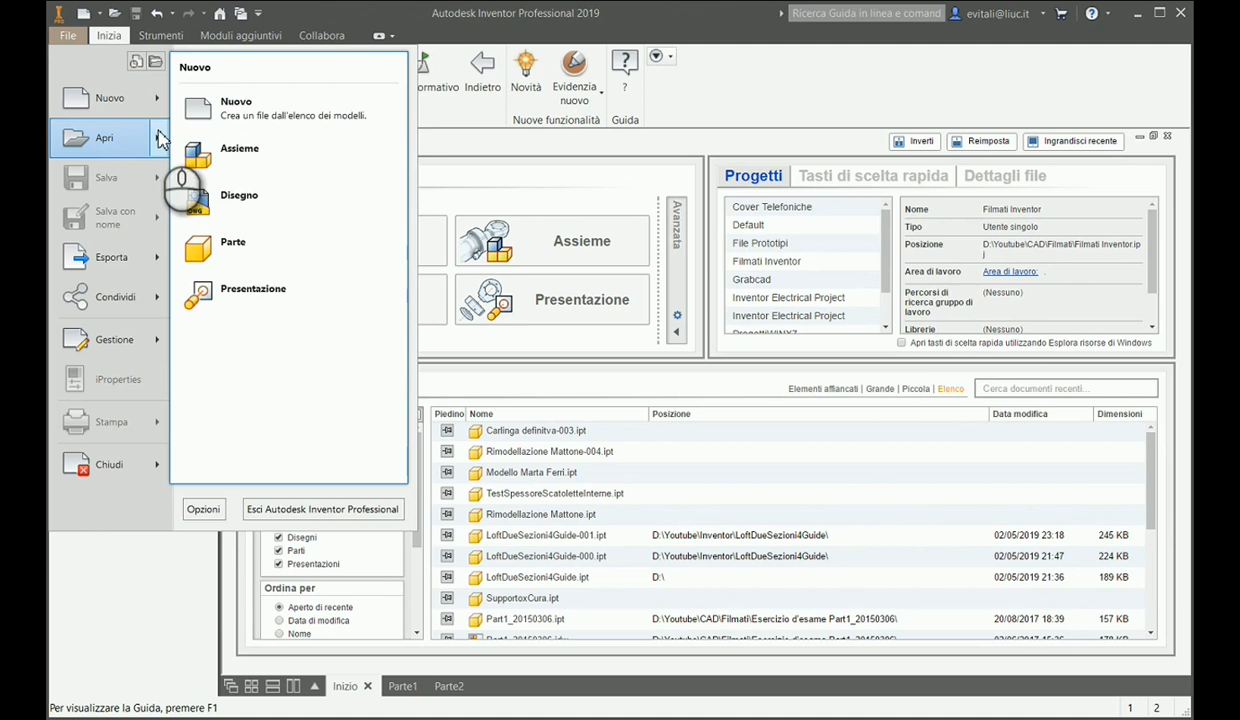 PRO
Autodesk Inventor Professional 2019
Ricerca Guida in linea e comand
evitali@liuc.it
File
Inizia
Strumenti
Moduli aggiuntivi
Collabora
Nuovo
Nuovo
Crea un file dall'elenco dei modelli.
Assieme
Disegno
Parte
Presentazione
Nuovo
Apri
Salva
Salva con
nome
Esporta
Condividi
Gestione
iProperties
Stampa
Chiudi
Opzioni
Esci Autodesk Inventor Professional
ormativo
Indietro
Novità
Evidenzia
nuovo
?
Nuove funzionalità
Guida
Inverti
Reimposta
Ingrandisci recente
Assieme
Presentazione
Avanzata
Progetti
Tasti di scelta rapida
Dettagli file
Cover Telefoniche
Default
File Prototipi
Filmati Inventor
Grabcad
Inventor Electrical Project
Inventor Electrical Project
Nome
Filmati Inventor
Tipo
Utente singolo
Posizione
D:\Youtube\CAD\Filmati\Filmati Inventor.ip
j
Area di lavoro
Area di lavoro: .
Percorsi di
ricerca gruppo di
lavoro
(Nessuno)
Librerie
(Nessuno)
Apri tasti di scelta rapida utilizzando Esplora risorse di Windows
Elementi affiancati | Grande | Piccola | Elenco
Cerca documenti recenti...
Piedino Nome Posizione Data modifica Dimensioni
Carlinga definitva-003.ipt
Rimodellazione Mattone-004.ipt
Modello Marta Ferri.ipt
TestSpessoreScatoletteInterne.ipt
Rimodellazione Mattone.ipt
LoftDueSezioni4Guide-001.ipt D:\Youtube\Inventor\LoftDueSezioni4Guide\ 02/05/2019 23:18 245 KB
LoftDueSezioni4Guide-000.ipt D:\Youtube\Inventor\LoftDueSezioni4Guide\ 02/05/2019 21:47 224 KB
LoftDueSezioni4Guide.ipt D:\ 02/05/2019 21:36 189 KB
SupportoxCura.ipt
Part1_20150306.ipt D:\Youtube\CAD\Filmati\Esercizio d'esame Part1_20150306\ 20/08/2017 18:39 157 KB
Disegni
Parti
Presentazioni
Ordina per
Aperto di recente
Data di modifica
Nome
Inizio
Parte1
Parte2
Per visualizzare la Guida, premere F1
1 2